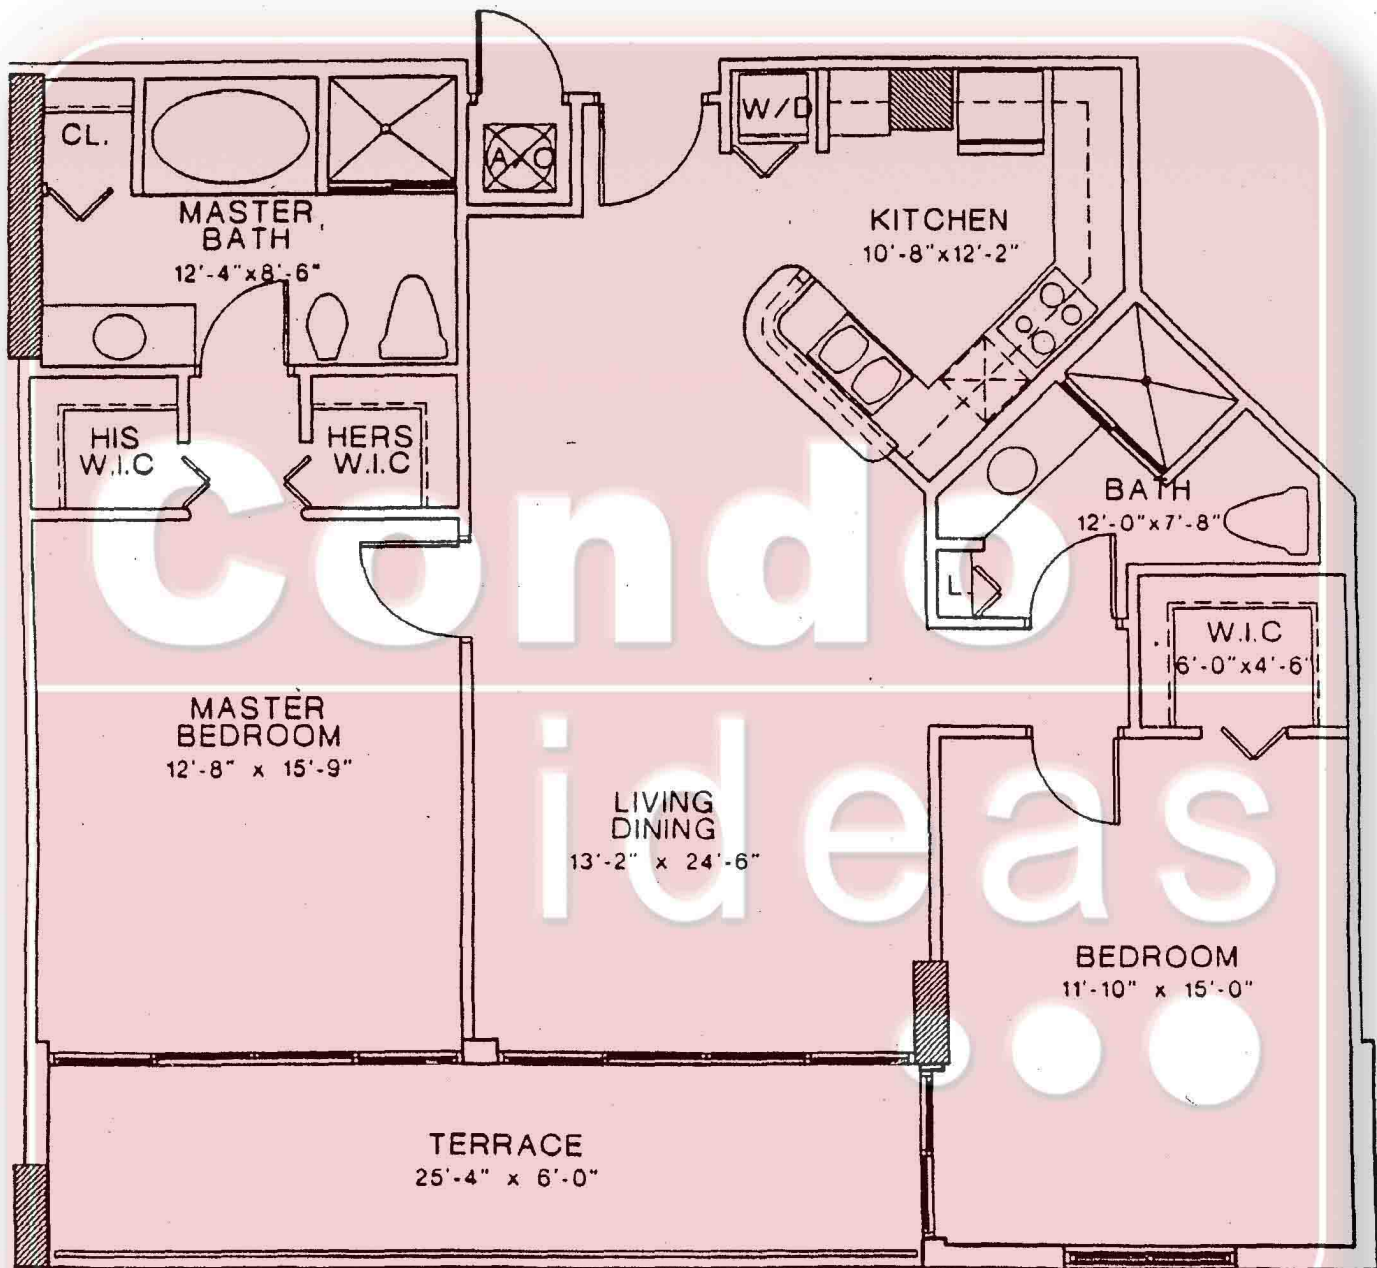 CL.
MASTER
BATH
12'-4"x8'-6"
A/C
W/D
KITCHEN
10'-8"x12'-2"
HIS
W.I.C
HERS
W.I.C
Condo
BATH
12'-0"x7'-8"
L
W.I.C
6'-0"x4'-6"
MASTER
BEDROOM
12'-8" x 15'-9"
ideas
LIVING
DINING
13'-2" x 24'-6"
BEDROOM
11'-10" x 15'-0"
TERRACE
25'-4" x 6'-0"